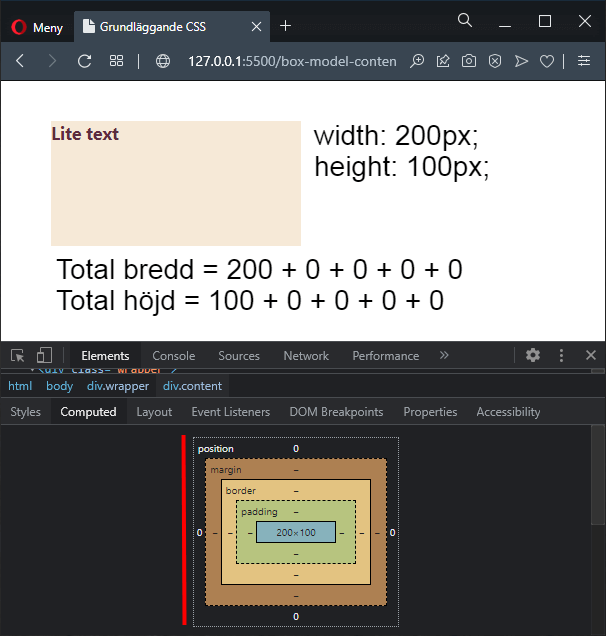 Meny
Grundläggande CSS
127.0.0.1:5500/box-model-conten
Lite text
width: 200px;
height: 100px;
Total bredd = 200 + 0 + 0 + 0 + 0
Total höjd = 100 + 0 + 0 + 0 + 0
Elements Console Sources Network Performance »
<div class="wrapper">
html body div.wrapper div.content
Styles Computed Layout Event Listeners DOM Breakpoints Properties Accessibility
position 0
margin –
border –
padding –
0 – – – 200×100 – – – 0
–
–
–
0